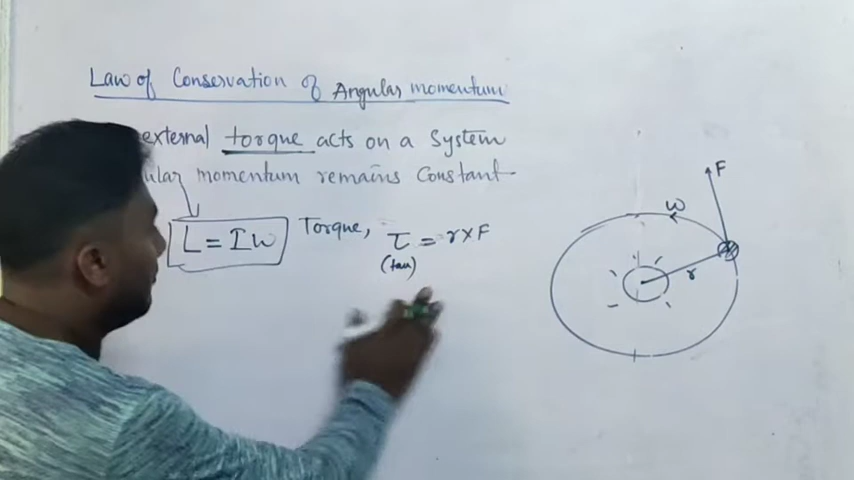 Law of Conservation of Angular momentum
external torque acts on a System
momentum remains Constant
L = Iω Torque, τ = r×F
(tau)
F
ω
r